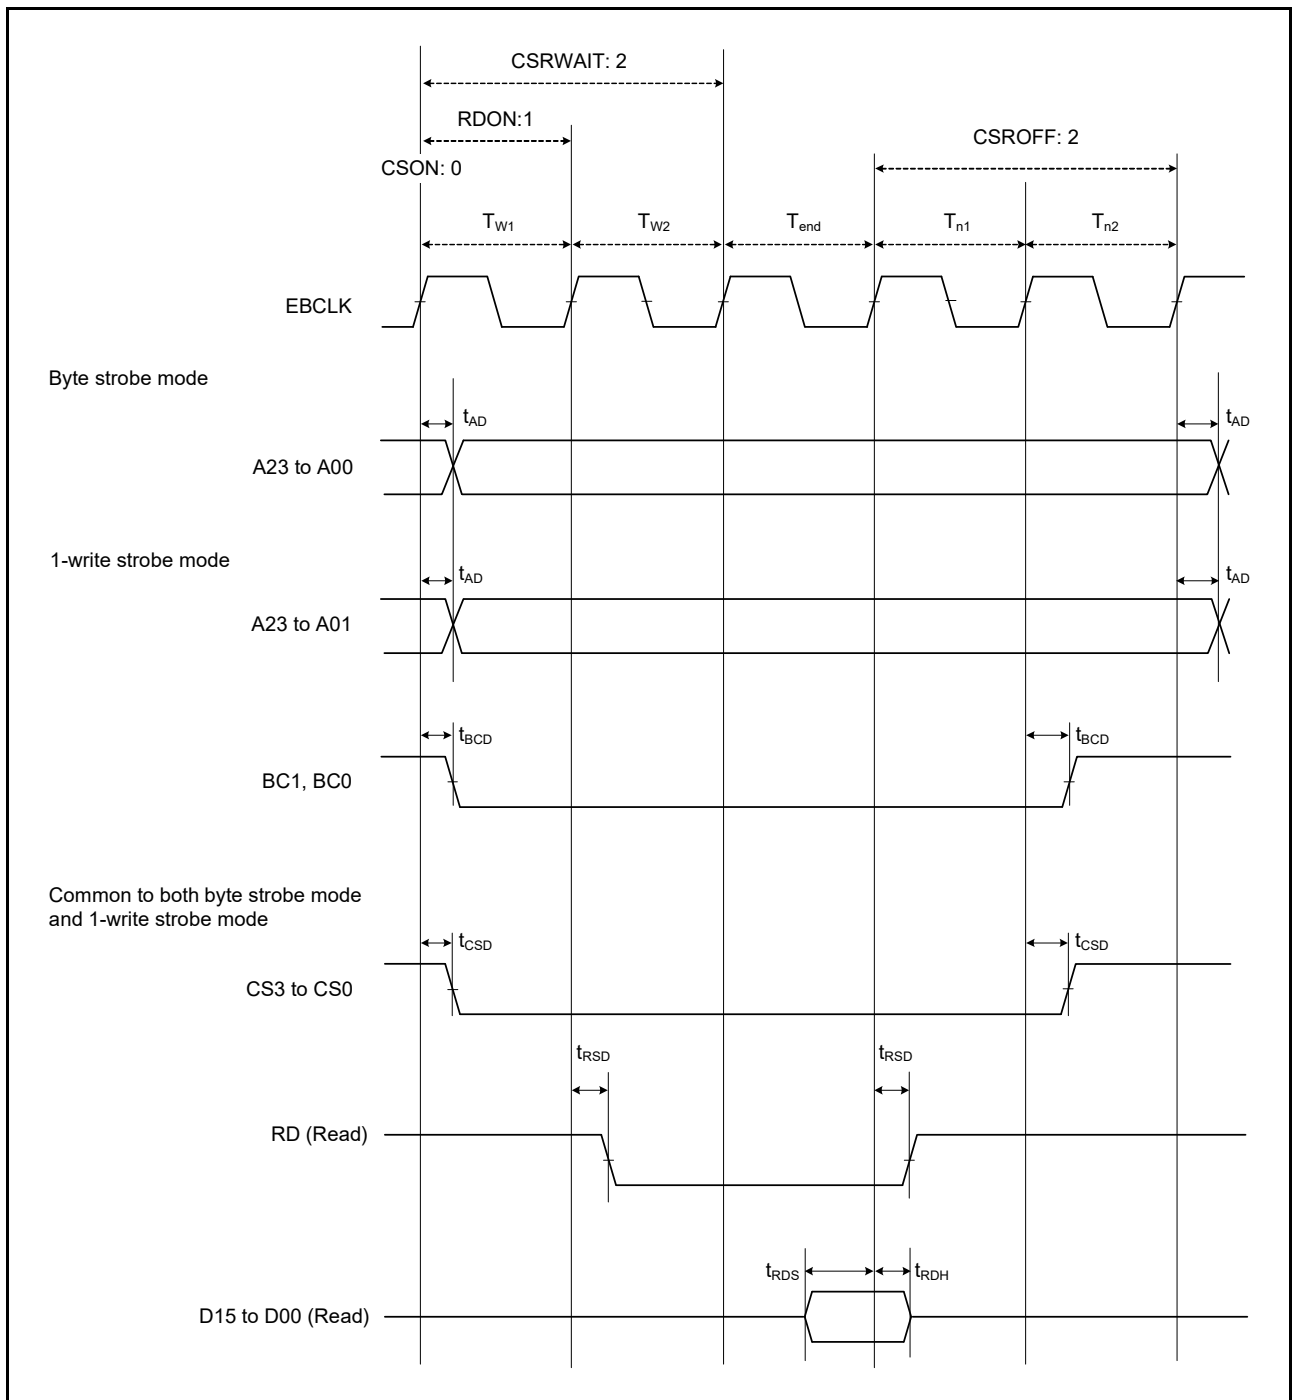 CSRWAIT: 2
RDON:1
CSROFF: 2
CSON: 0
TW1
TW2
Tend
Tn1
Tn2
EBCLK
Byte strobe mode
tAD
tAD
A23 to A00
1-write strobe mode
tAD
tAD
A23 to A01
tBCD
tBCD
BC1, BC0
Common to both byte strobe mode
and 1-write strobe mode
tCSD
tCSD
CS3 to CS0
tRSD
tRSD
RD (Read)
tRDS
tRDH
D15 to D00 (Read)